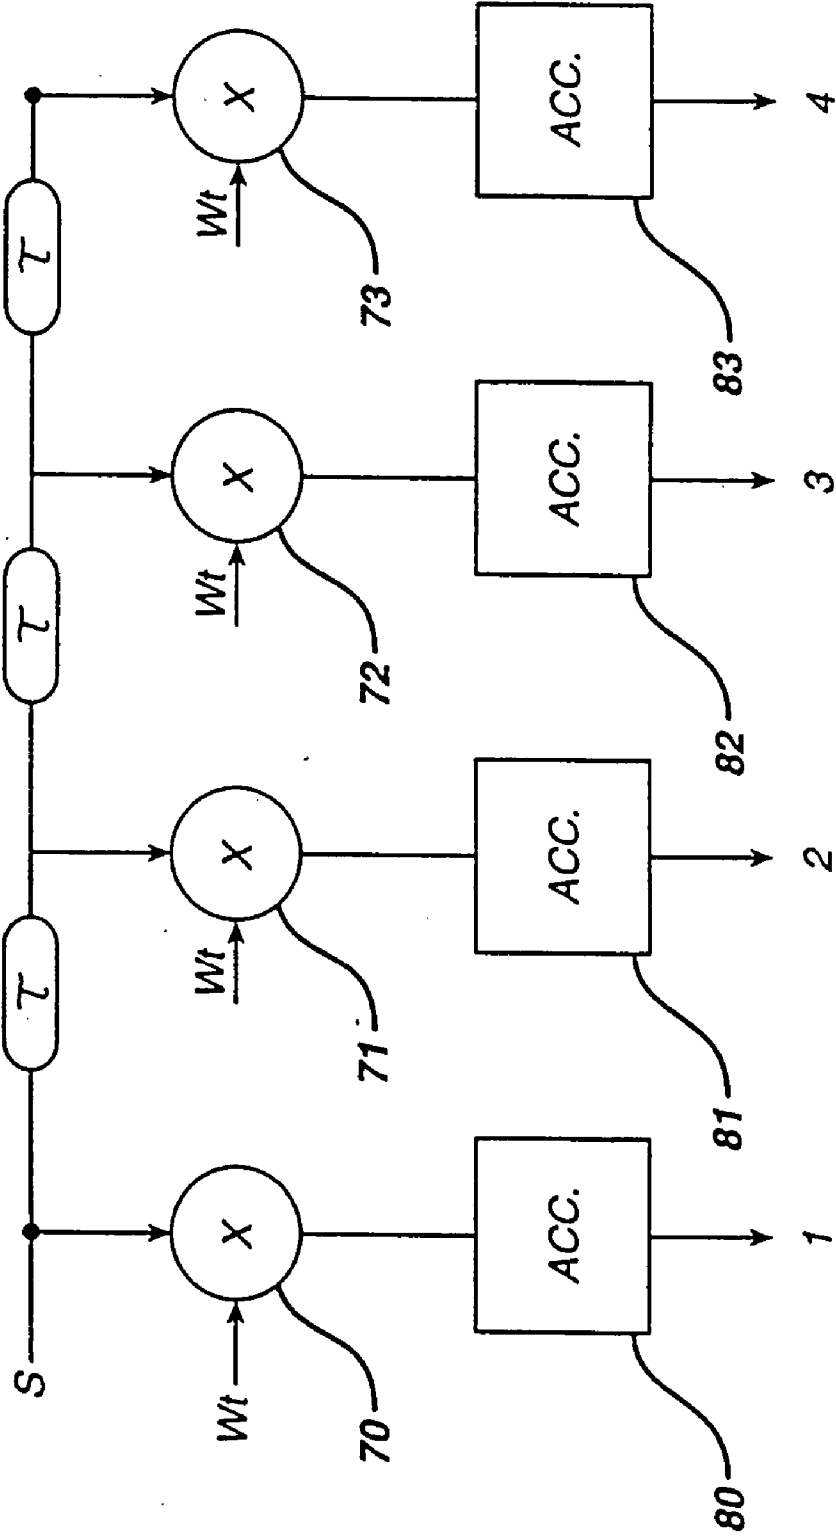 S
τ
τ
τ
Wt
X
Wt
X
Wt
X
Wt
X
70
71
72
73
ACC.
ACC.
ACC.
ACC.
80
81
82
83
1
2
3
4